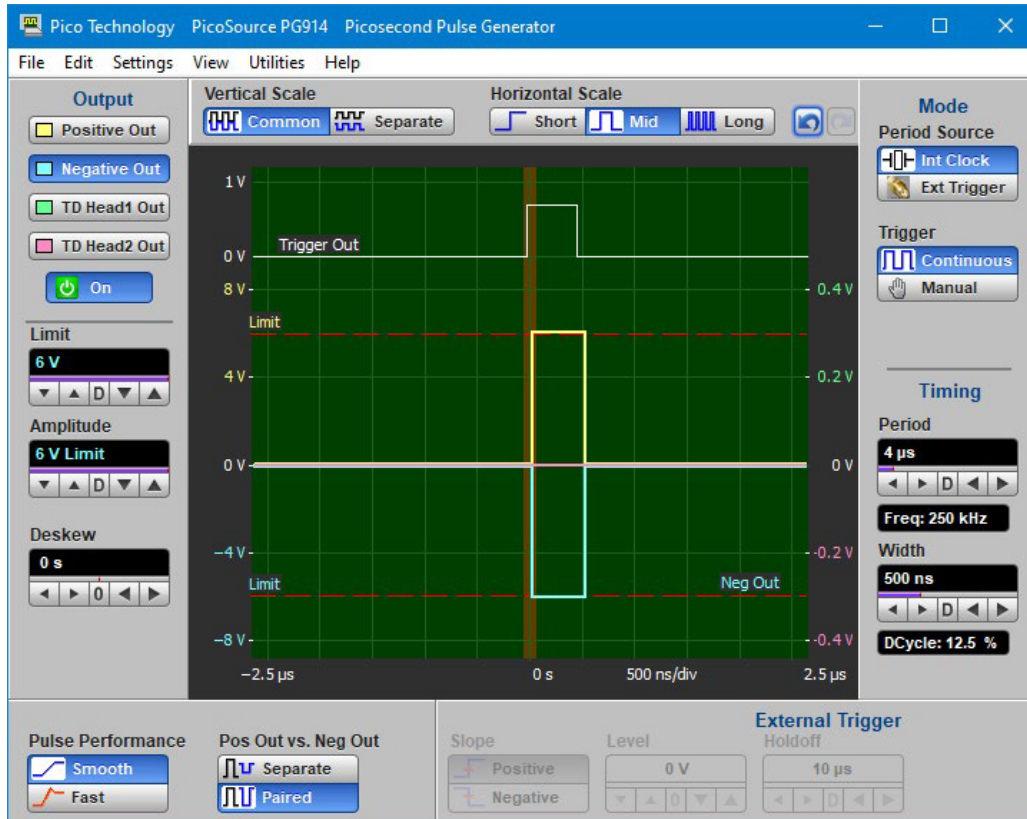 Pico Technology PicoSource PG914 Picosecond Pulse Generator
File Edit Settings View Utilities Help
Output
Positive Out
Negative Out
TD Head1 Out
TD Head2 Out
On
Limit
6 V
D
Amplitude
6 V Limit
D
Deskew
0 s
0
Vertical Scale
Common
Separate
Horizontal Scale
Short
Mid
Long
1 V
0 V
Trigger Out
8 V
0.4 V
Limit
4 V
0.2 V
0 V
0 V
−4 V
-0.2 V
Limit
Neg Out
−8 V
-0.4 V
−2.5 µs
0 s
500 ns/div
2.5 µs
Mode
Period Source
Int Clock
Ext Trigger
Trigger
Continuous
Manual
Timing
Period
4 µs
D
Freq: 250 kHz
Width
500 ns
D
DCycle: 12.5 %
Pulse Performance
Smooth
Fast
Pos Out vs. Neg Out
Separate
Paired
External Trigger
Slope
Positive
Negative
Level
0 V
0
Holdoff
10 µs
D